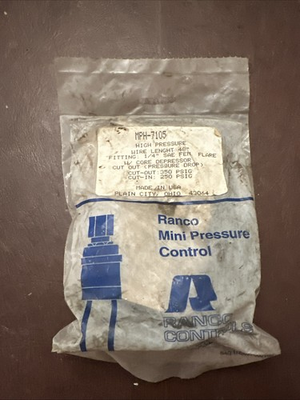 MPH-7105
HIGH PRESSURE
WIRE LENGHT 48"
FITTING 1/4" SAE FEM. FLARE
W/ CORE DEPRESSOR
CUT OUT (PRESSURE DROP)
CUT-OUT: 350 PSIG
CUT-IN: 250 PSIG
MADE IN USA
PLAIN CITY, OHIO 43064
Ranco
Mini Pressure
Control
RANCO
CONTROLS